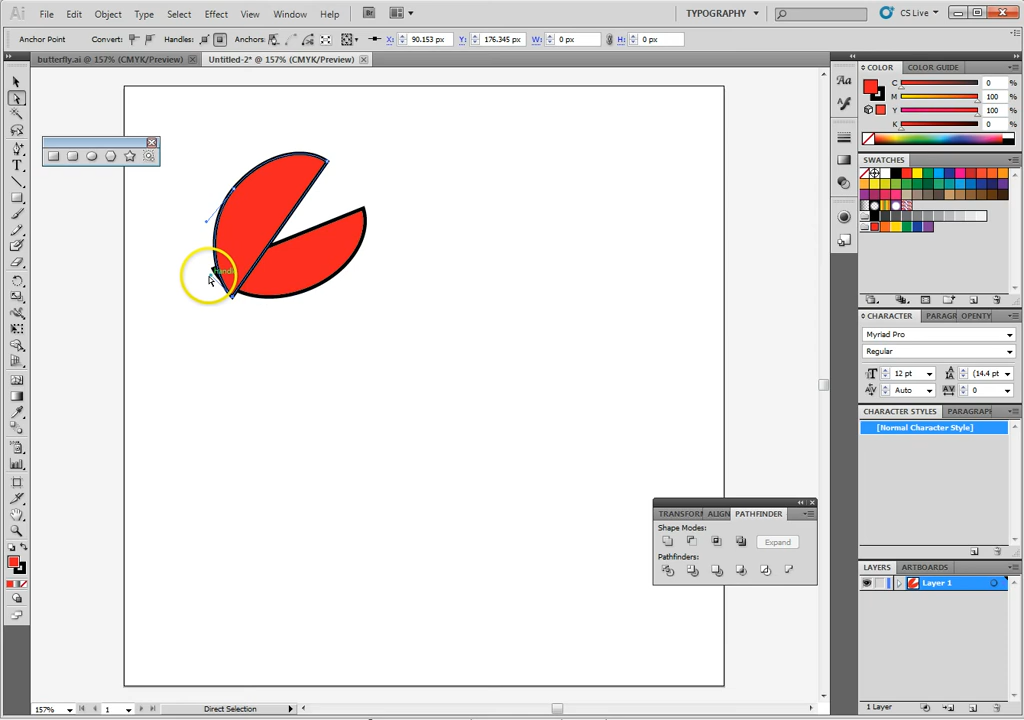 Ai File Edit Object Type Select Effect View Window Help Br TYPOGRAPHY CS Live
Anchor Point Convert: Handles: Anchors: X: 90.153 px Y: 176.345 px W: 0 px H: 0 px
butterfly.ai @ 157% (CMYK/Preview) Untitled-2* @ 157% (CMYK/Preview)
COLOR COLOR GUIDE
C 0 %
M 100 %
Y 100 %
K 0 %
SWATCHES
CHARACTER PARAGR OPENTY
Myriad Pro
Regular
12 pt (14.4 pt
Auto 0
CHARACTER STYLES PARAGRAPH
[Normal Character Style]
TRANSFORM ALIGN PATHFINDER
Shape Modes:
Expand
Pathfinders:
LAYERS ARTBOARDS
Layer 1
1 Layer
157% 1 Direct Selection